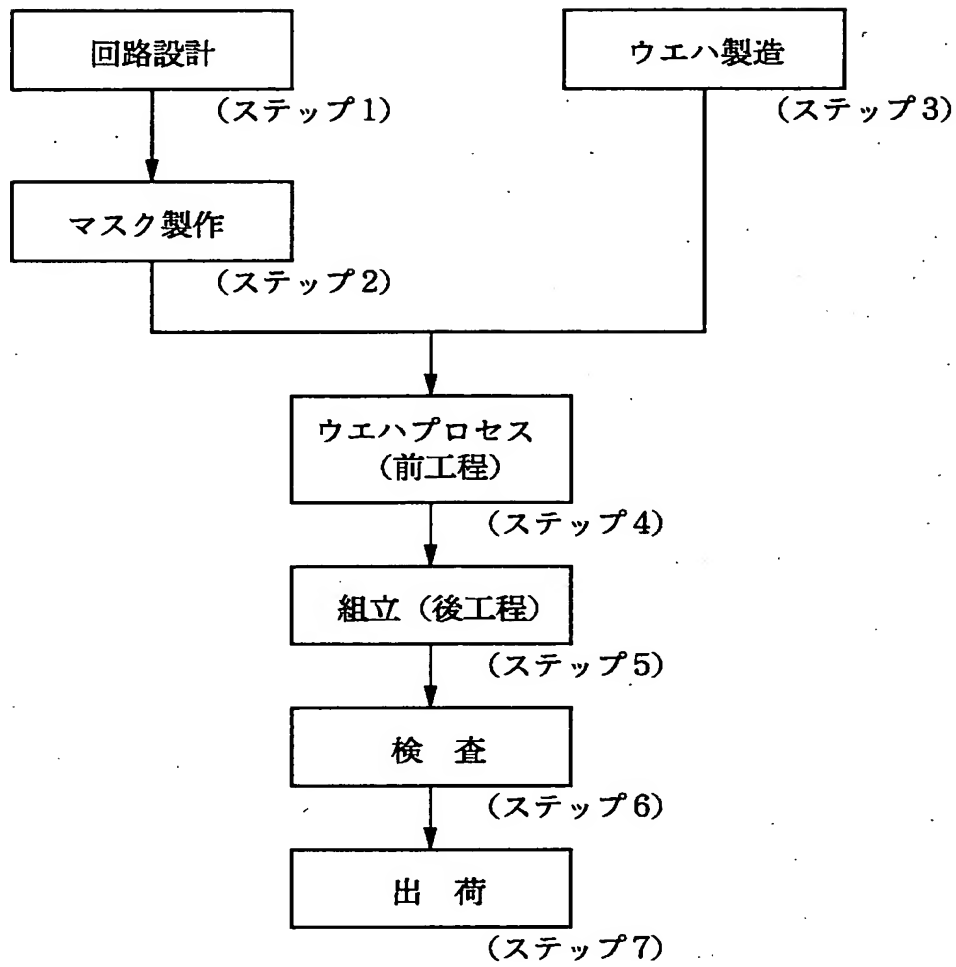 回路設計
(ステップ1)
ウエハ製造
(ステップ3)
マスク製作
(ステップ2)
ウエハプロセス
(前工程)
(ステップ4)
組立(後工程)
(ステップ5)
検 査
(ステップ6)
出 荷
(ステップ7)